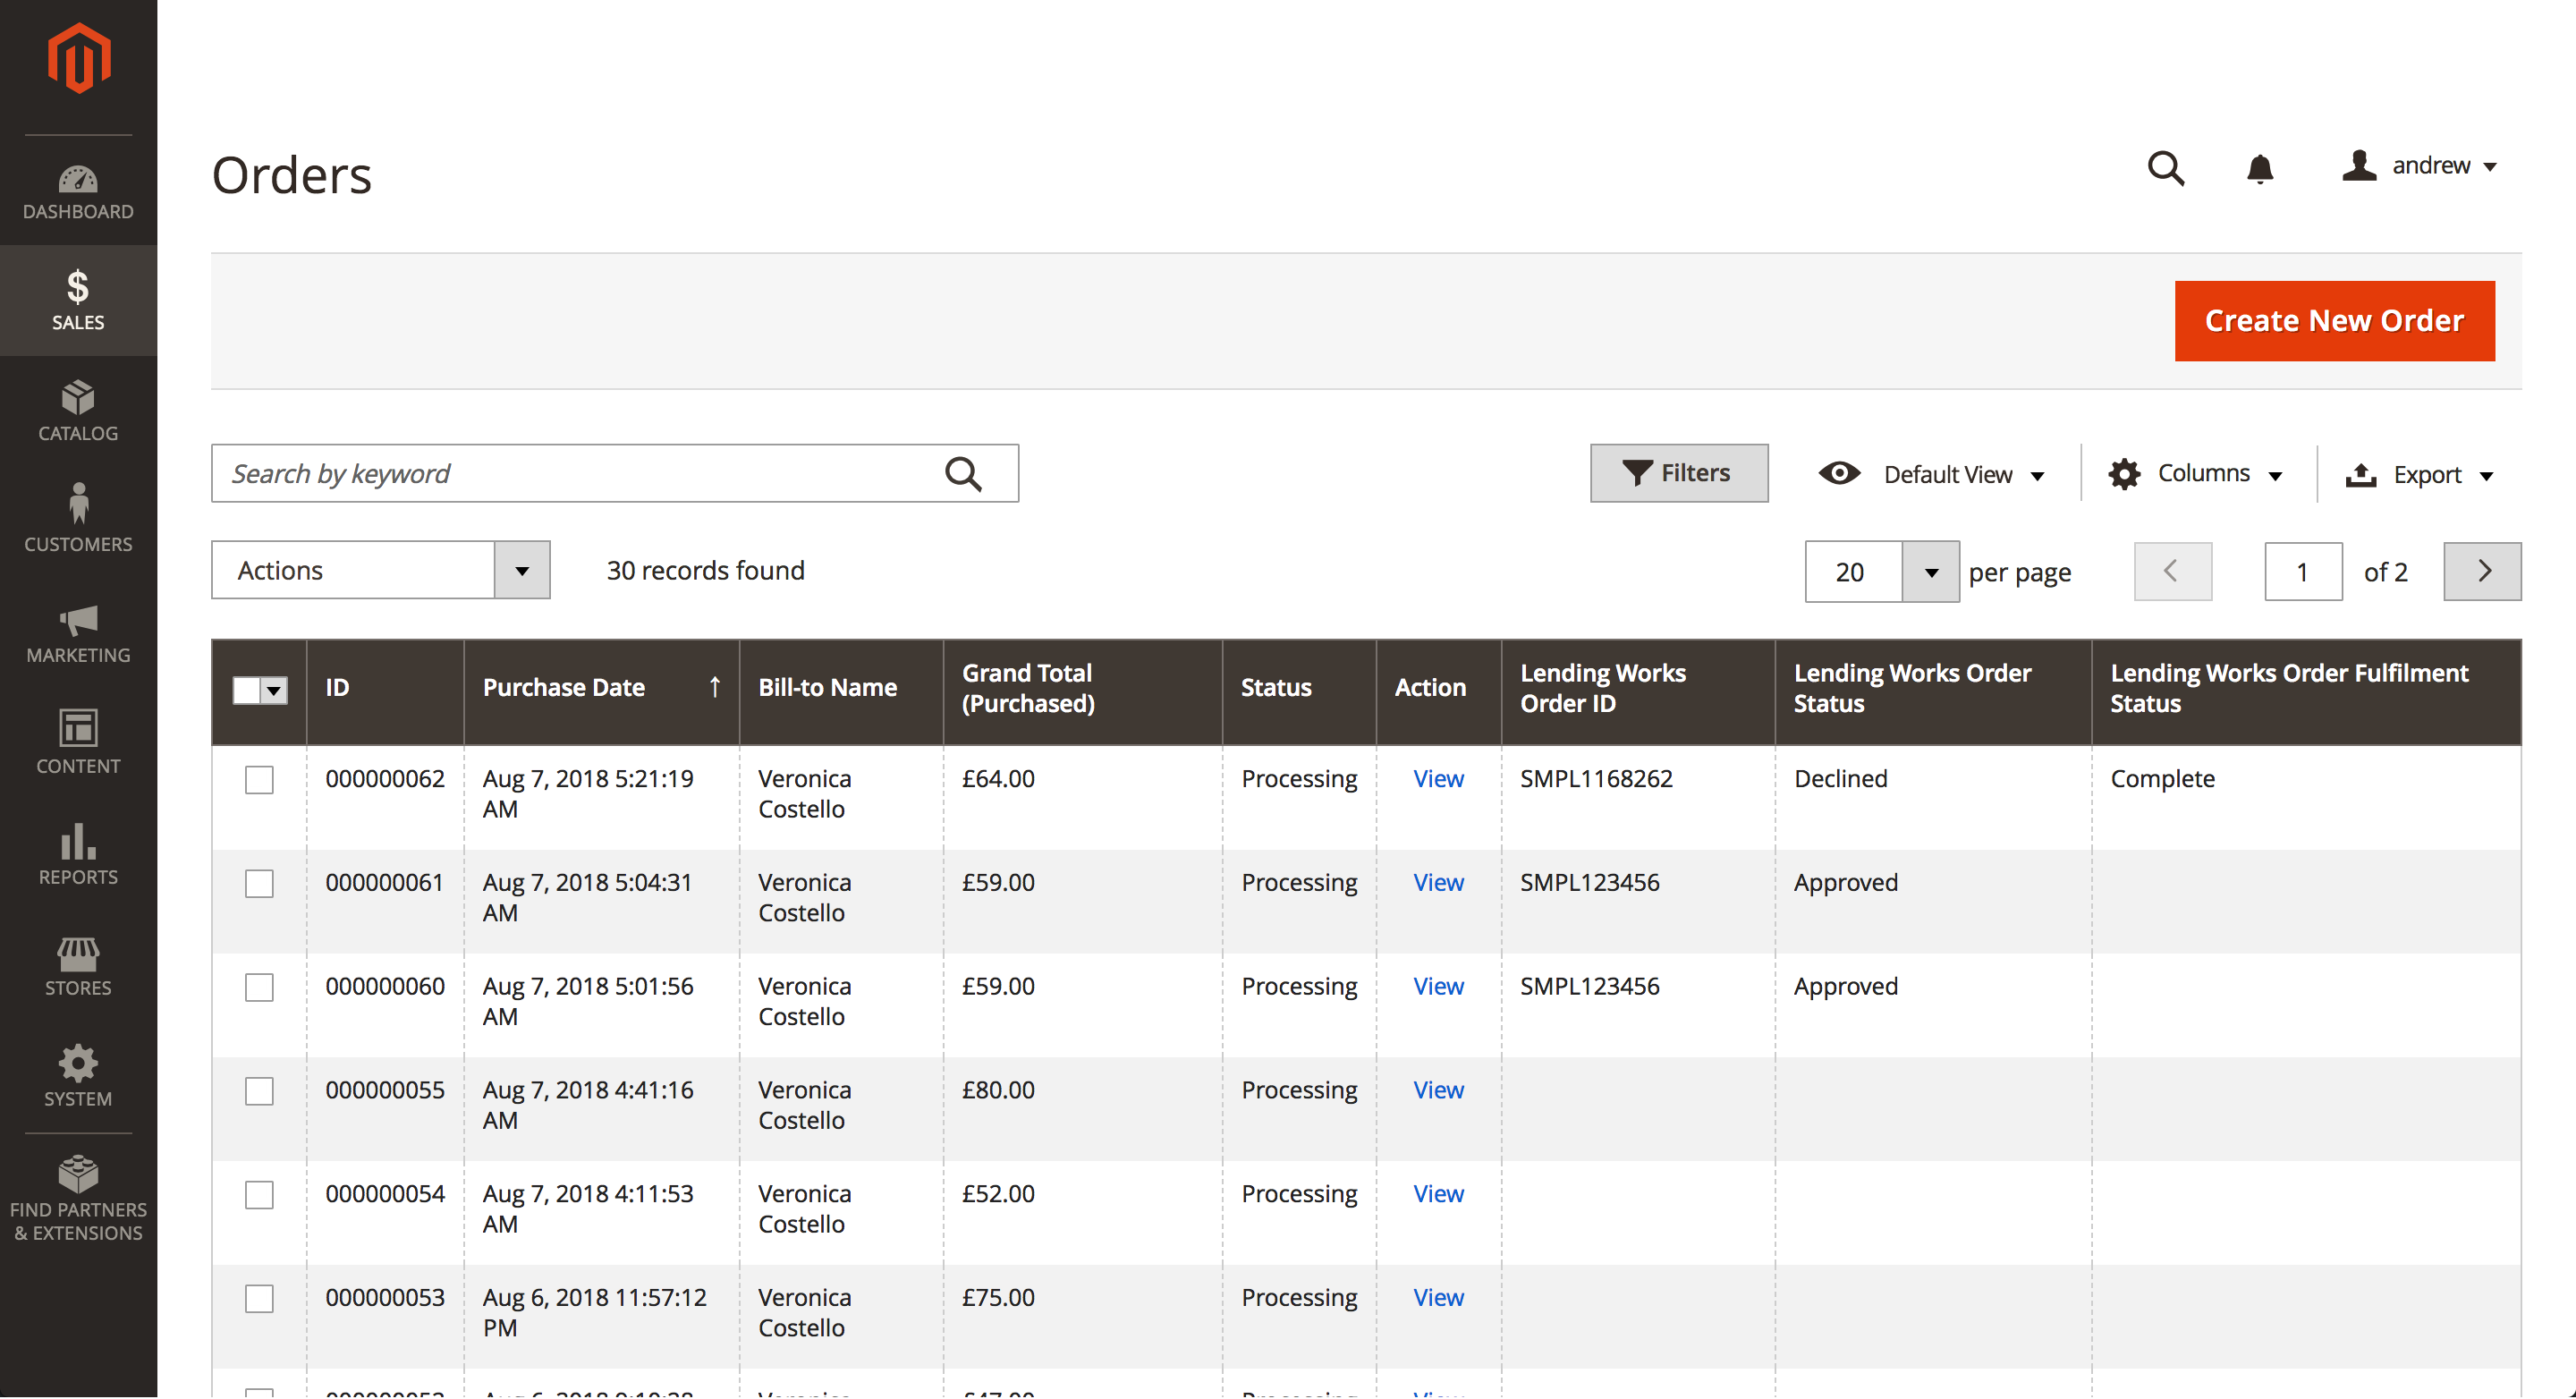 Orders
andrew
DASHBOARD
SALES
CATALOG
CUSTOMERS
MARKETING
CONTENT
REPORTS
STORES
SYSTEM
FIND PARTNERS
& EXTENSIONS
Create New Order
Search by keyword
Filters
Default View
Columns
Export
Actions
30 records found
20 per page
1 of 2
ID
Purchase Date ↑
Bill-to Name
Grand Total
(Purchased)
Status
Action
Lending Works
Order ID
Lending Works Order
Status
Lending Works Order Fulfilment
Status
000000062 Aug 7, 2018 5:21:19 Veronica £64.00 Processing View SMPL1168262 Declined Complete
AM Costello
000000061 Aug 7, 2018 5:04:31 Veronica £59.00 Processing View SMPL123456 Approved
AM Costello
000000060 Aug 7, 2018 5:01:56 Veronica £59.00 Processing View SMPL123456 Approved
AM Costello
000000055 Aug 7, 2018 4:41:16 Veronica £80.00 Processing View
AM Costello
000000054 Aug 7, 2018 4:11:53 Veronica £52.00 Processing View
AM Costello
000000053 Aug 6, 2018 11:57:12 Veronica £75.00 Processing View
PM Costello